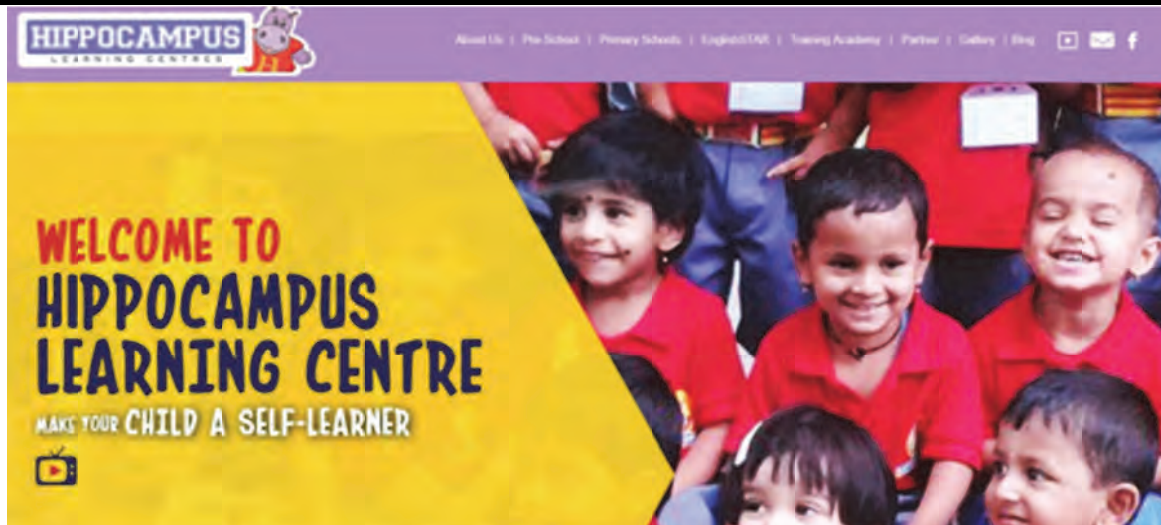 HIPPOCAMPUS
LEARNING CENTRES
About Us | Pre-School | Primary Schools | EnglishSTAR | Training Academy | Partner | Gallery | Blog
WELCOME TO
HIPPOCAMPUS
LEARNING CENTRE
MAKE YOUR CHILD A SELF-LEARNER